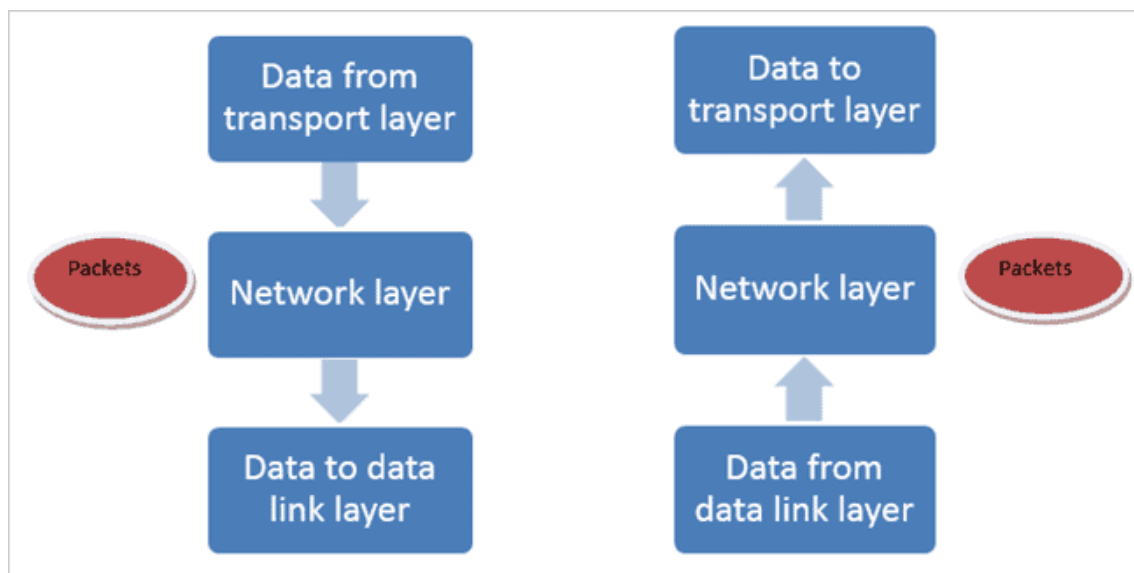 Data from
transport layer
Packets
Network layer
Data to data
link layer
Data to
transport layer
Network layer
Packets
Data from
data link layer